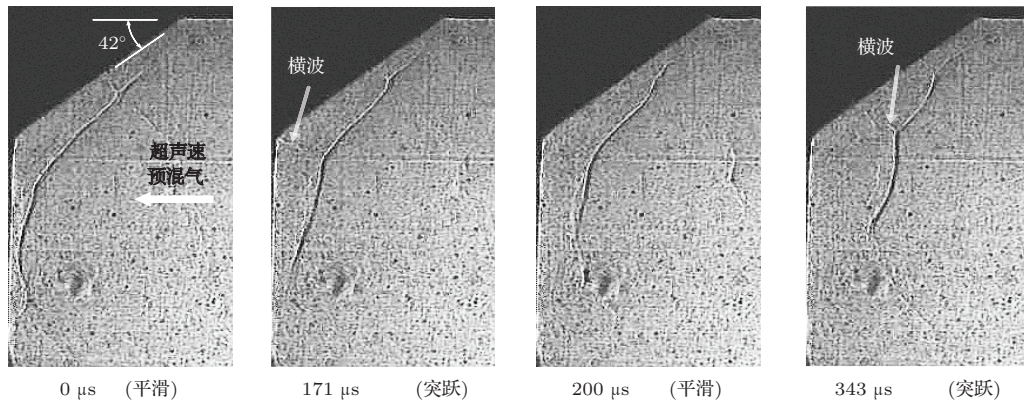 42°
横波
横波
超声速
预混气
0 μs (平滑)
171 μs (突跃)
200 μs (平滑)
343 μs (突跃)